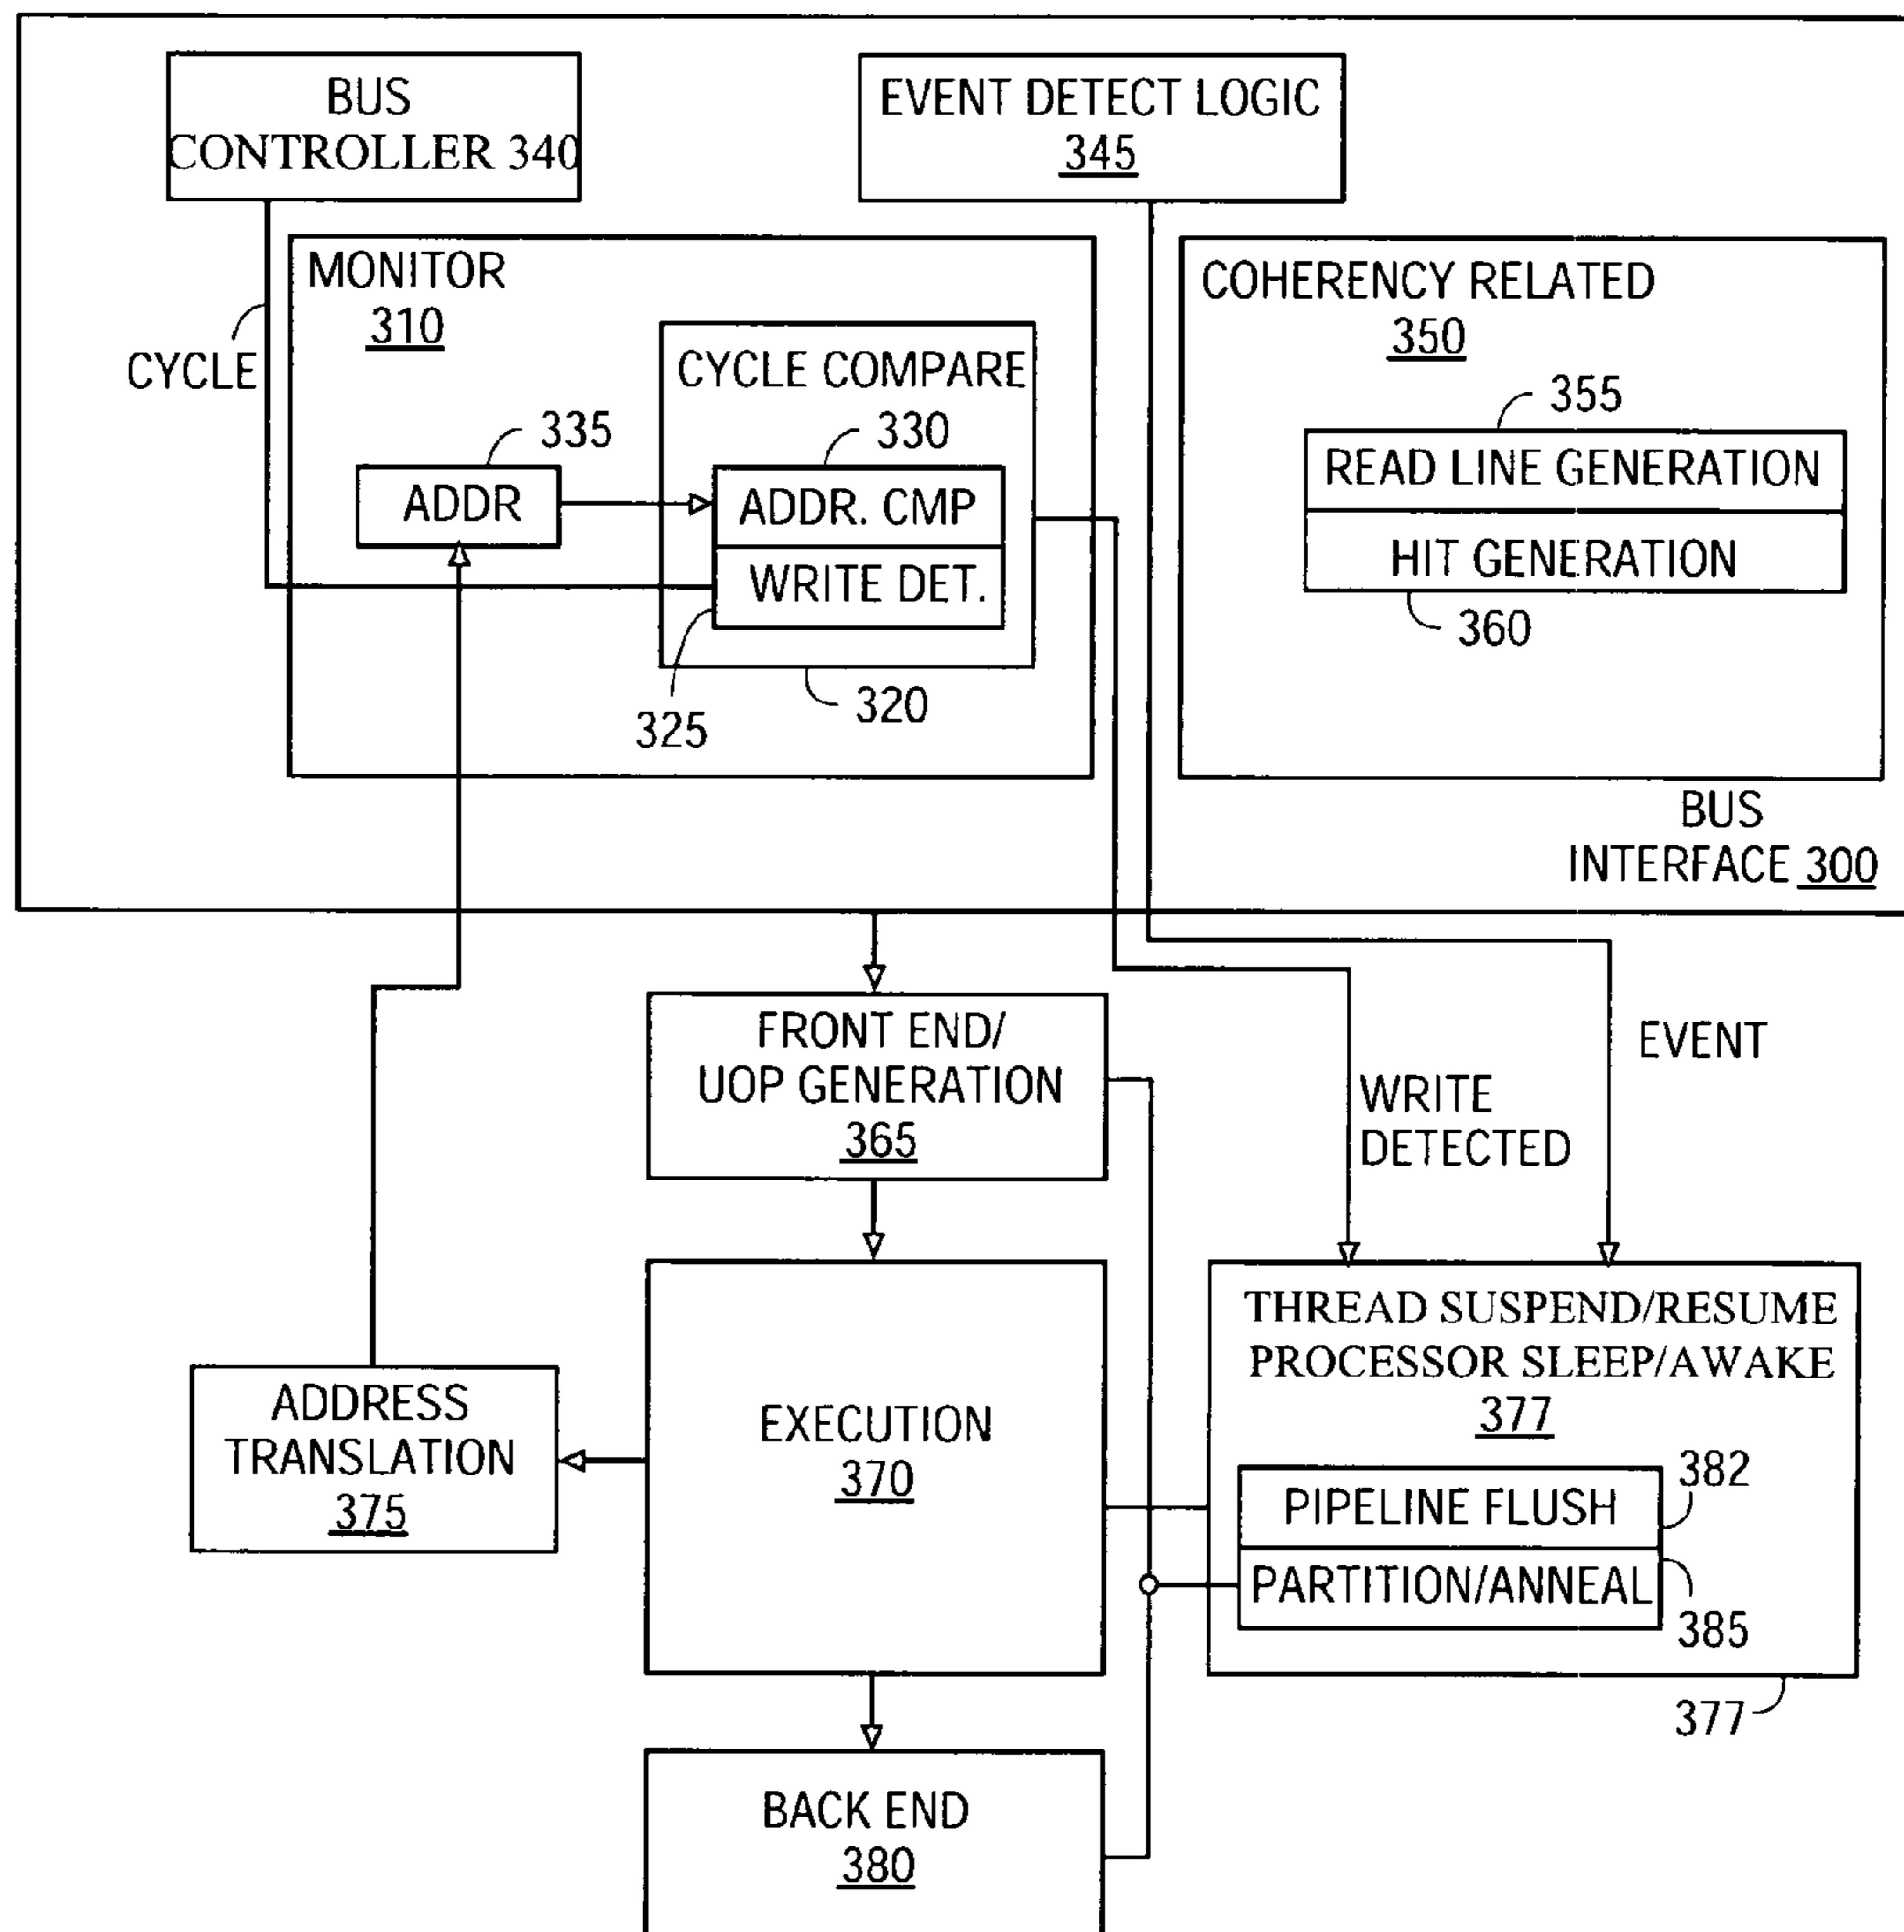 BUS
CONTROLLER 340
EVENT DETECT LOGIC
345
MONITOR
310
CYCLE
CYCLE COMPARE
335
330
ADDR
ADDR. CMP
WRITE DET.
325
320
COHERENCY RELATED
350
355
READ LINE GENERATION
HIT GENERATION
360
BUS
INTERFACE 300
FRONT END/
UOP GENERATION
365
WRITE
DETECTED
EVENT
ADDRESS
TRANSLATION
375
EXECUTION
370
THREAD SUSPEND/RESUME
PROCESSOR SLEEP/AWAKE
377
382
PIPELINE FLUSH
PARTITION/ANNEAL
385
377
BACK END
380